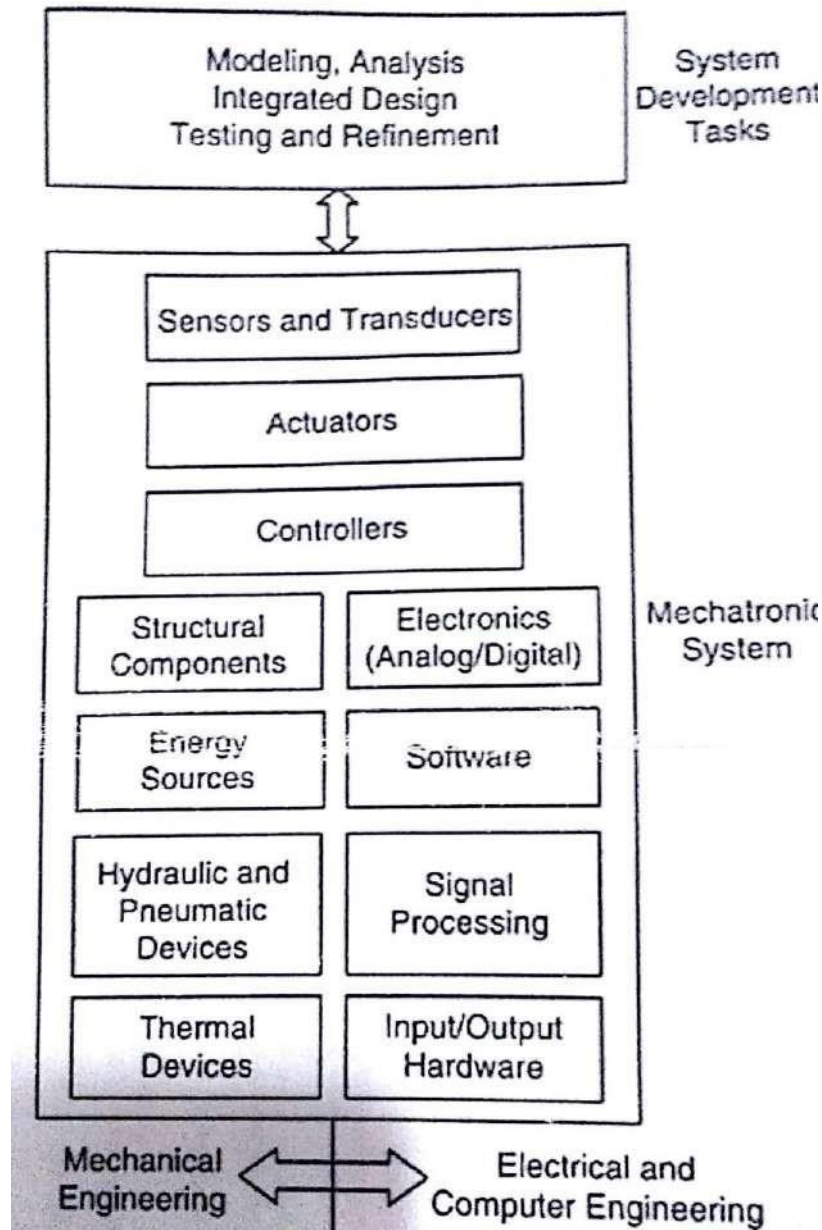 Modeling, Analysis
Integrated Design
Testing and Refinement
System
Development
Tasks
Sensors and Transducers
Actuators
Controllers
Structural
Components
Electronics
(Analog/Digital)
Mechatronic
System
Energy
Sources
Software
Hydraulic and
Pneumatic
Devices
Signal
Processing
Thermal
Devices
Input/Output
Hardware
Mechanical
Engineering
Electrical and
Computer Engineering